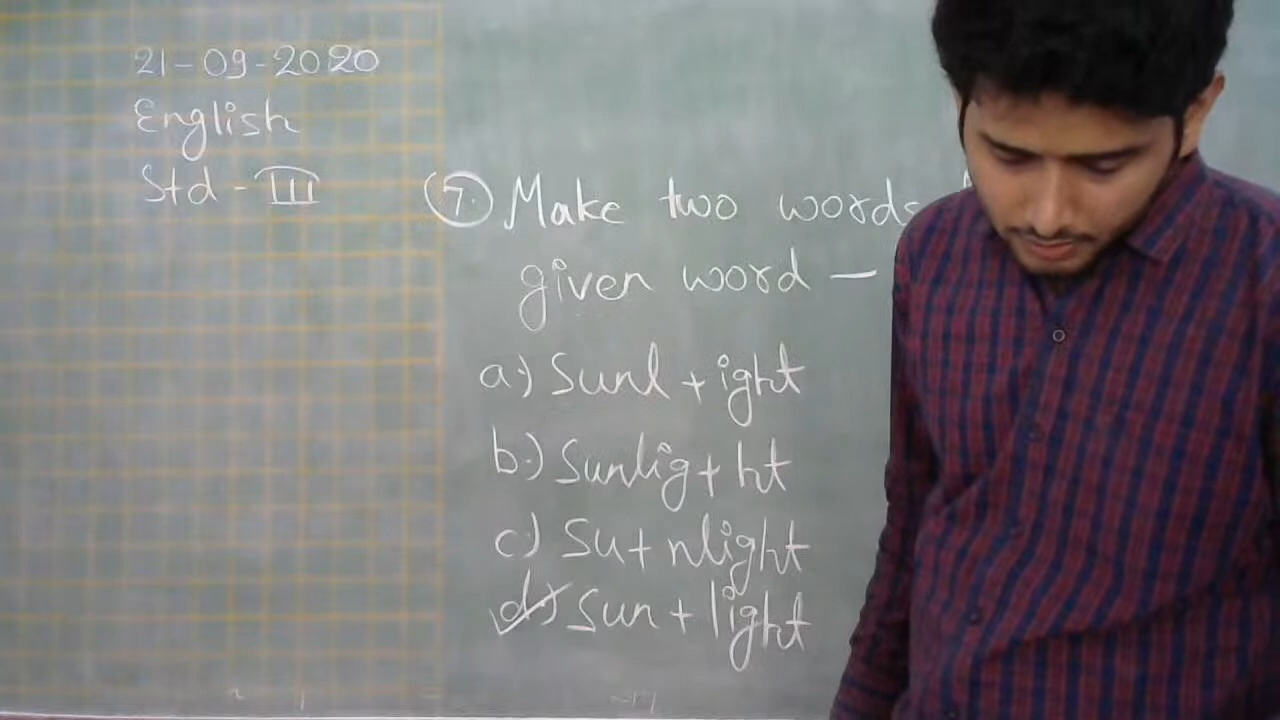 21-09-2020
English
Std - III
(7.) Make two words
given word —
a.) Sunl + ight
b.) Sunlig + ht
c.) Su + nlight
d.) Sun + light